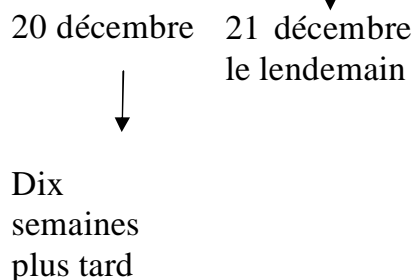 20 décembre
21 décembre
le lendemain
Dix
semaines
plus tard